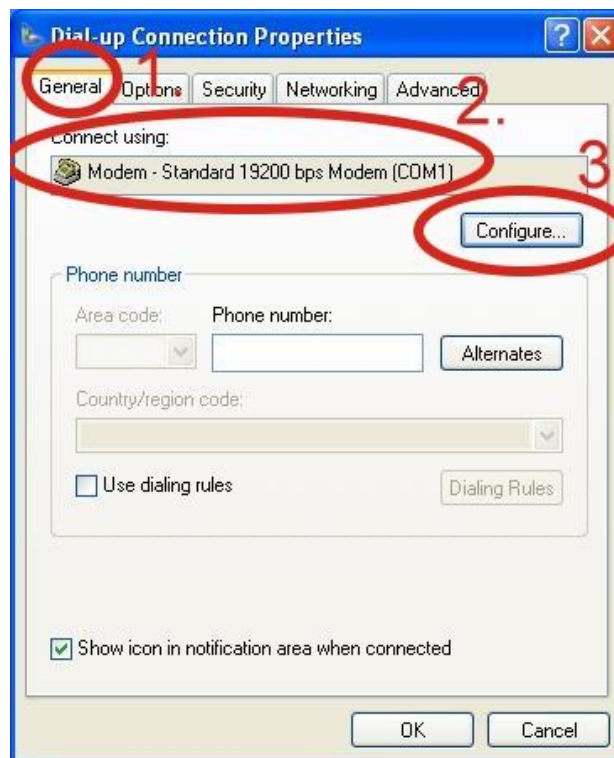 Dial-up Connection Properties
1.
General Options Security Networking Advanced
2.
Connect using:
Modem - Standard 19200 bps Modem (COM1)
3
Configure...
Phone number
Area code: Phone number:
Alternates
Country/region code:
Use dialing rules Dialing Rules
Show icon in notification area when connected
OK Cancel